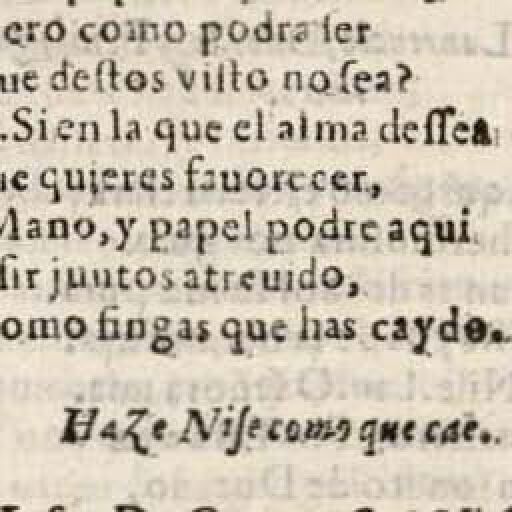 ero como podra ser
ue deſtos viſto no ſea?
.Si en la que el alma deſſea
ue quieres fauorecer,
Mano, y papel podre aqui
ſir juntos atreuido,
omo fingas que has caydo.
Haze Niſe como que cae.